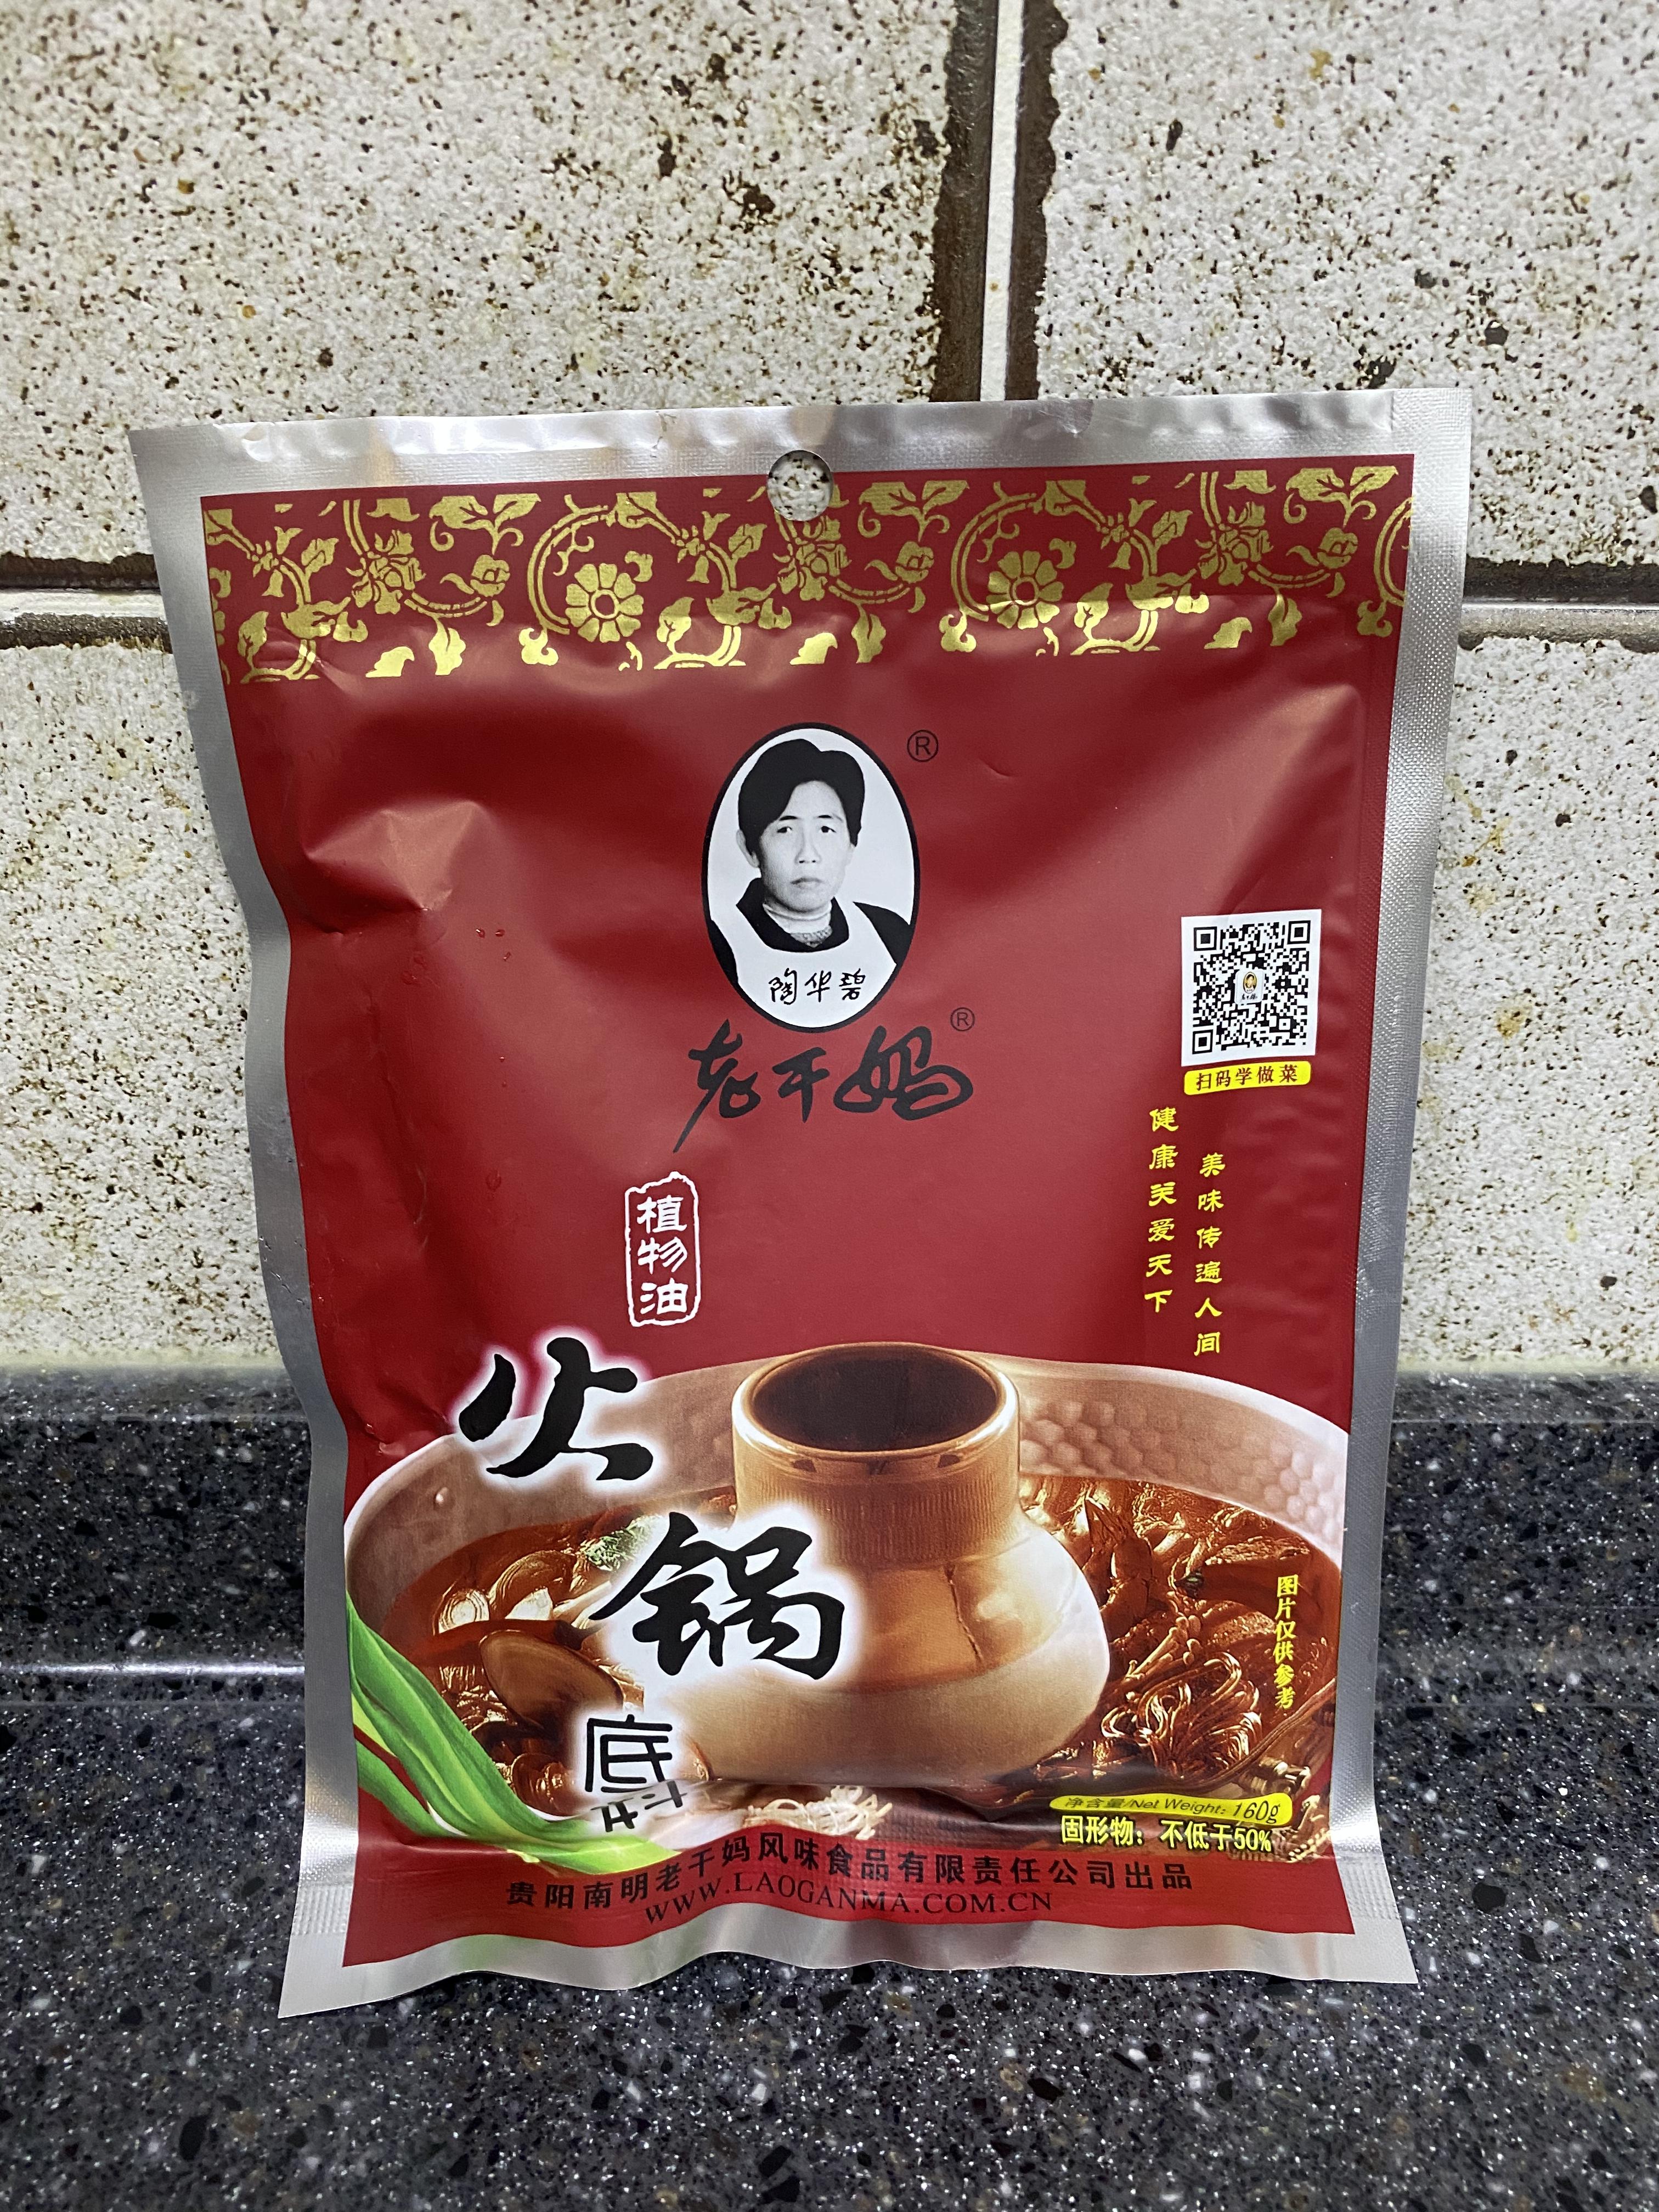 ®
陶华碧
老干妈®
扫码学做菜
美味传遍人间
健康关爱天下
植物油
火锅
底
图片仅供参考
净含量/Net Weight: 160g
固形物：不低于50%
贵阳南明老干妈风味食品有限责任公司出品
WWW.LAOGANMA.COM.CN